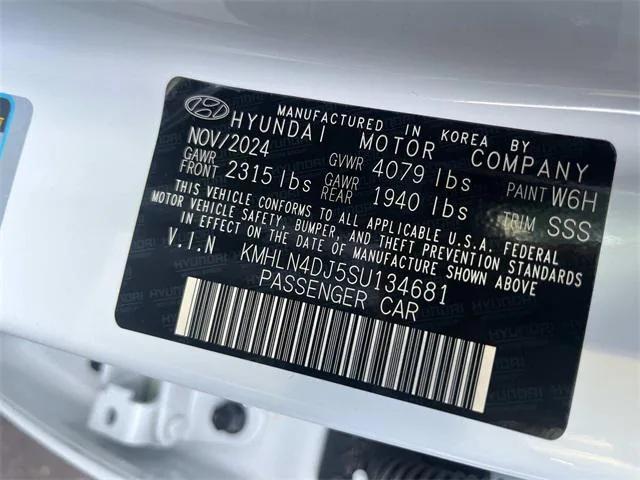 MANUFACTURED IN KOREA BY
HYUNDAI MOTOR COMPANY
NOV/2024 GVWR 4079 lbs PAINT W6H
GAWR FRONT 2315 lbs GAWR REAR 1940 lbs TRIM SSS
THIS VEHICLE CONFORMS TO ALL APPLICABLE U.S.A. FEDERAL
MOTOR VEHICLE SAFETY, BUMPER, AND THEFT PREVENTION STANDARDS
IN EFFECT ON THE DATE OF MANUFACTURE SHOWN ABOVE
V.I.N KMHLN4DJ5SU134681
PASSENGER CAR